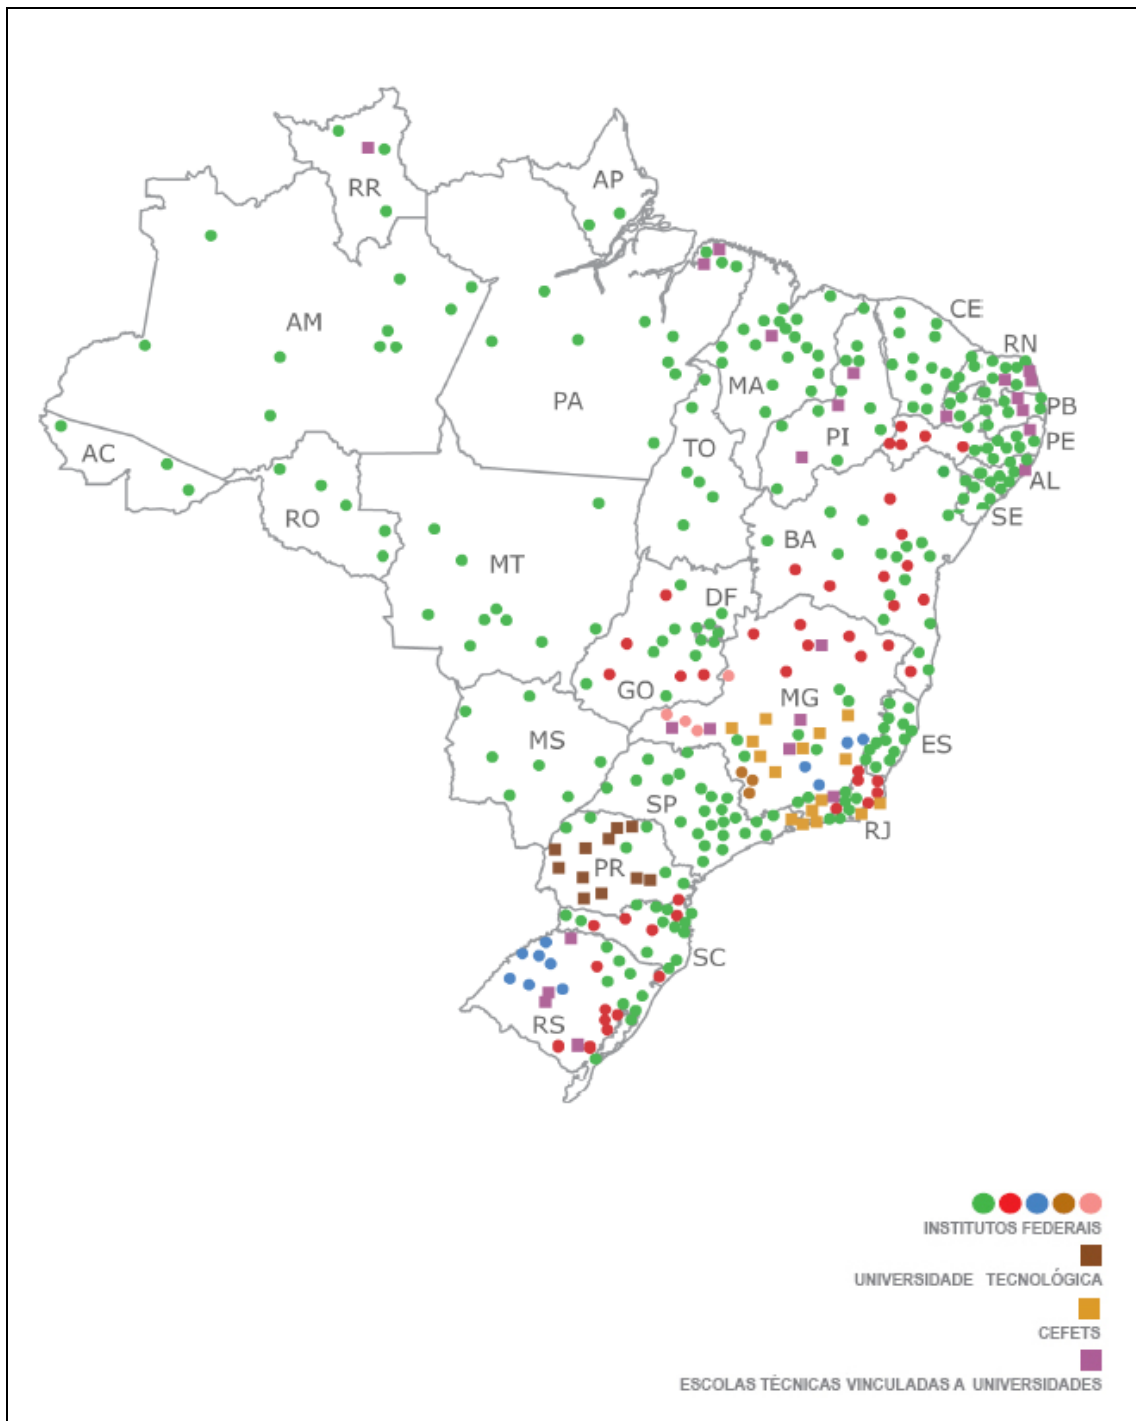 RR
AP
AM
CE
RN
MA
PA
PB
PI
TO
PE
AC
AL
RO
SE
BA
MT
DF
GO
MG
MS
ES
SP
RJ
PR
SC
RS
INSTITUTOS FEDERAIS
UNIVERSIDADE TECNOLÓGICA
CEFETS
ESCOLAS TÉCNICAS VINCULADAS A UNIVERSIDADES